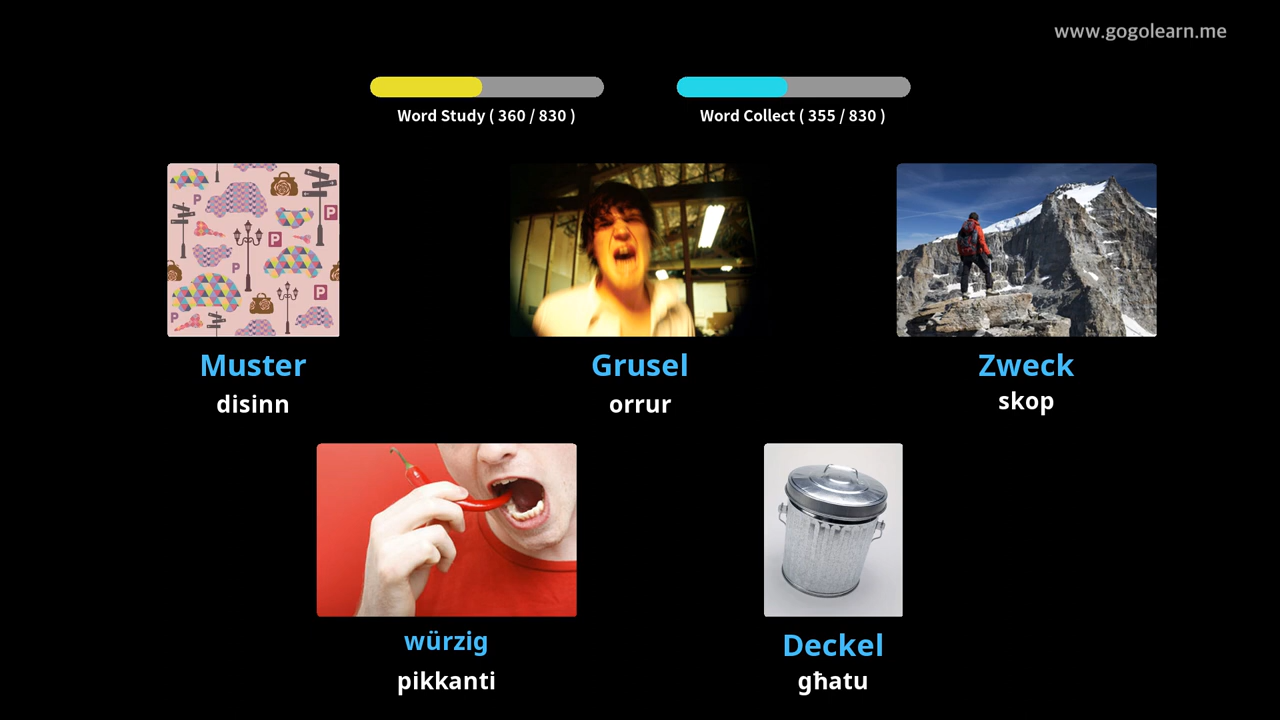 www.gogolearn.me
Word Study ( 360 / 830 )
Word Collect ( 355 / 830 )
P
P
P
P
P
P
Muster
disinn
Grusel
orrur
Zweck
skop
würzig
pikkanti
Deckel
għatu